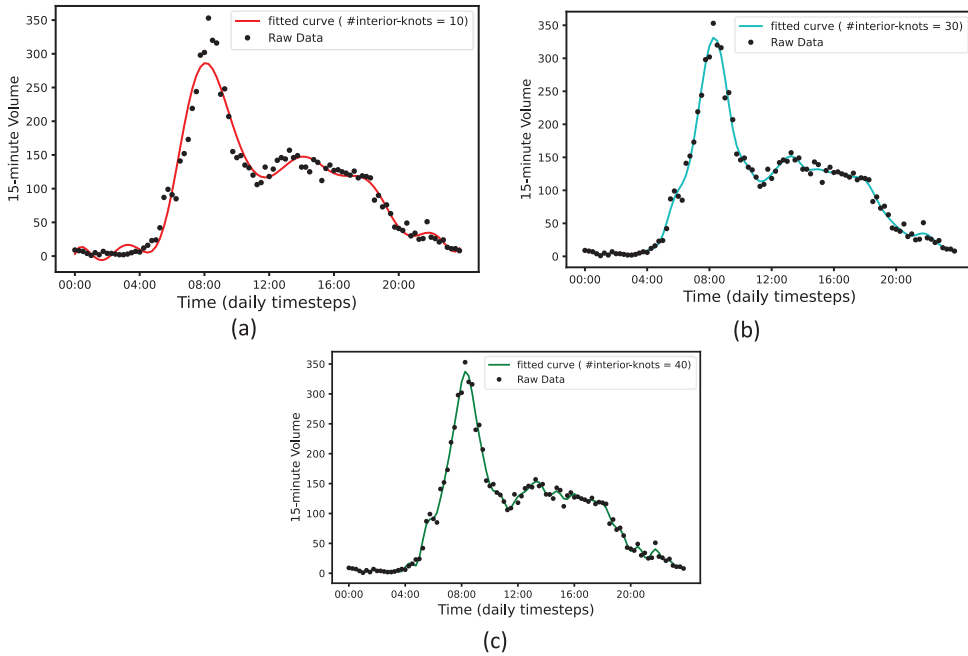 fitted curve ( #interior-knots = 10)
Raw Data
350
300
250
200
150
100
50
0
15-minute Volume
00:00 04:00 08:00 12:00 16:00 20:00
Time (daily timesteps)
(a)
fitted curve ( #interior-knots = 30)
Raw Data
350
300
250
200
150
100
50
0
15-minute Volume
00:00 04:00 08:00 12:00 16:00 20:00
Time (daily timesteps)
(b)
fitted curve ( #interior-knots = 40)
Raw Data
350
300
250
200
150
100
50
0
15-minute Volume
00:00 04:00 08:00 12:00 16:00 20:00
Time (daily timesteps)
(c)